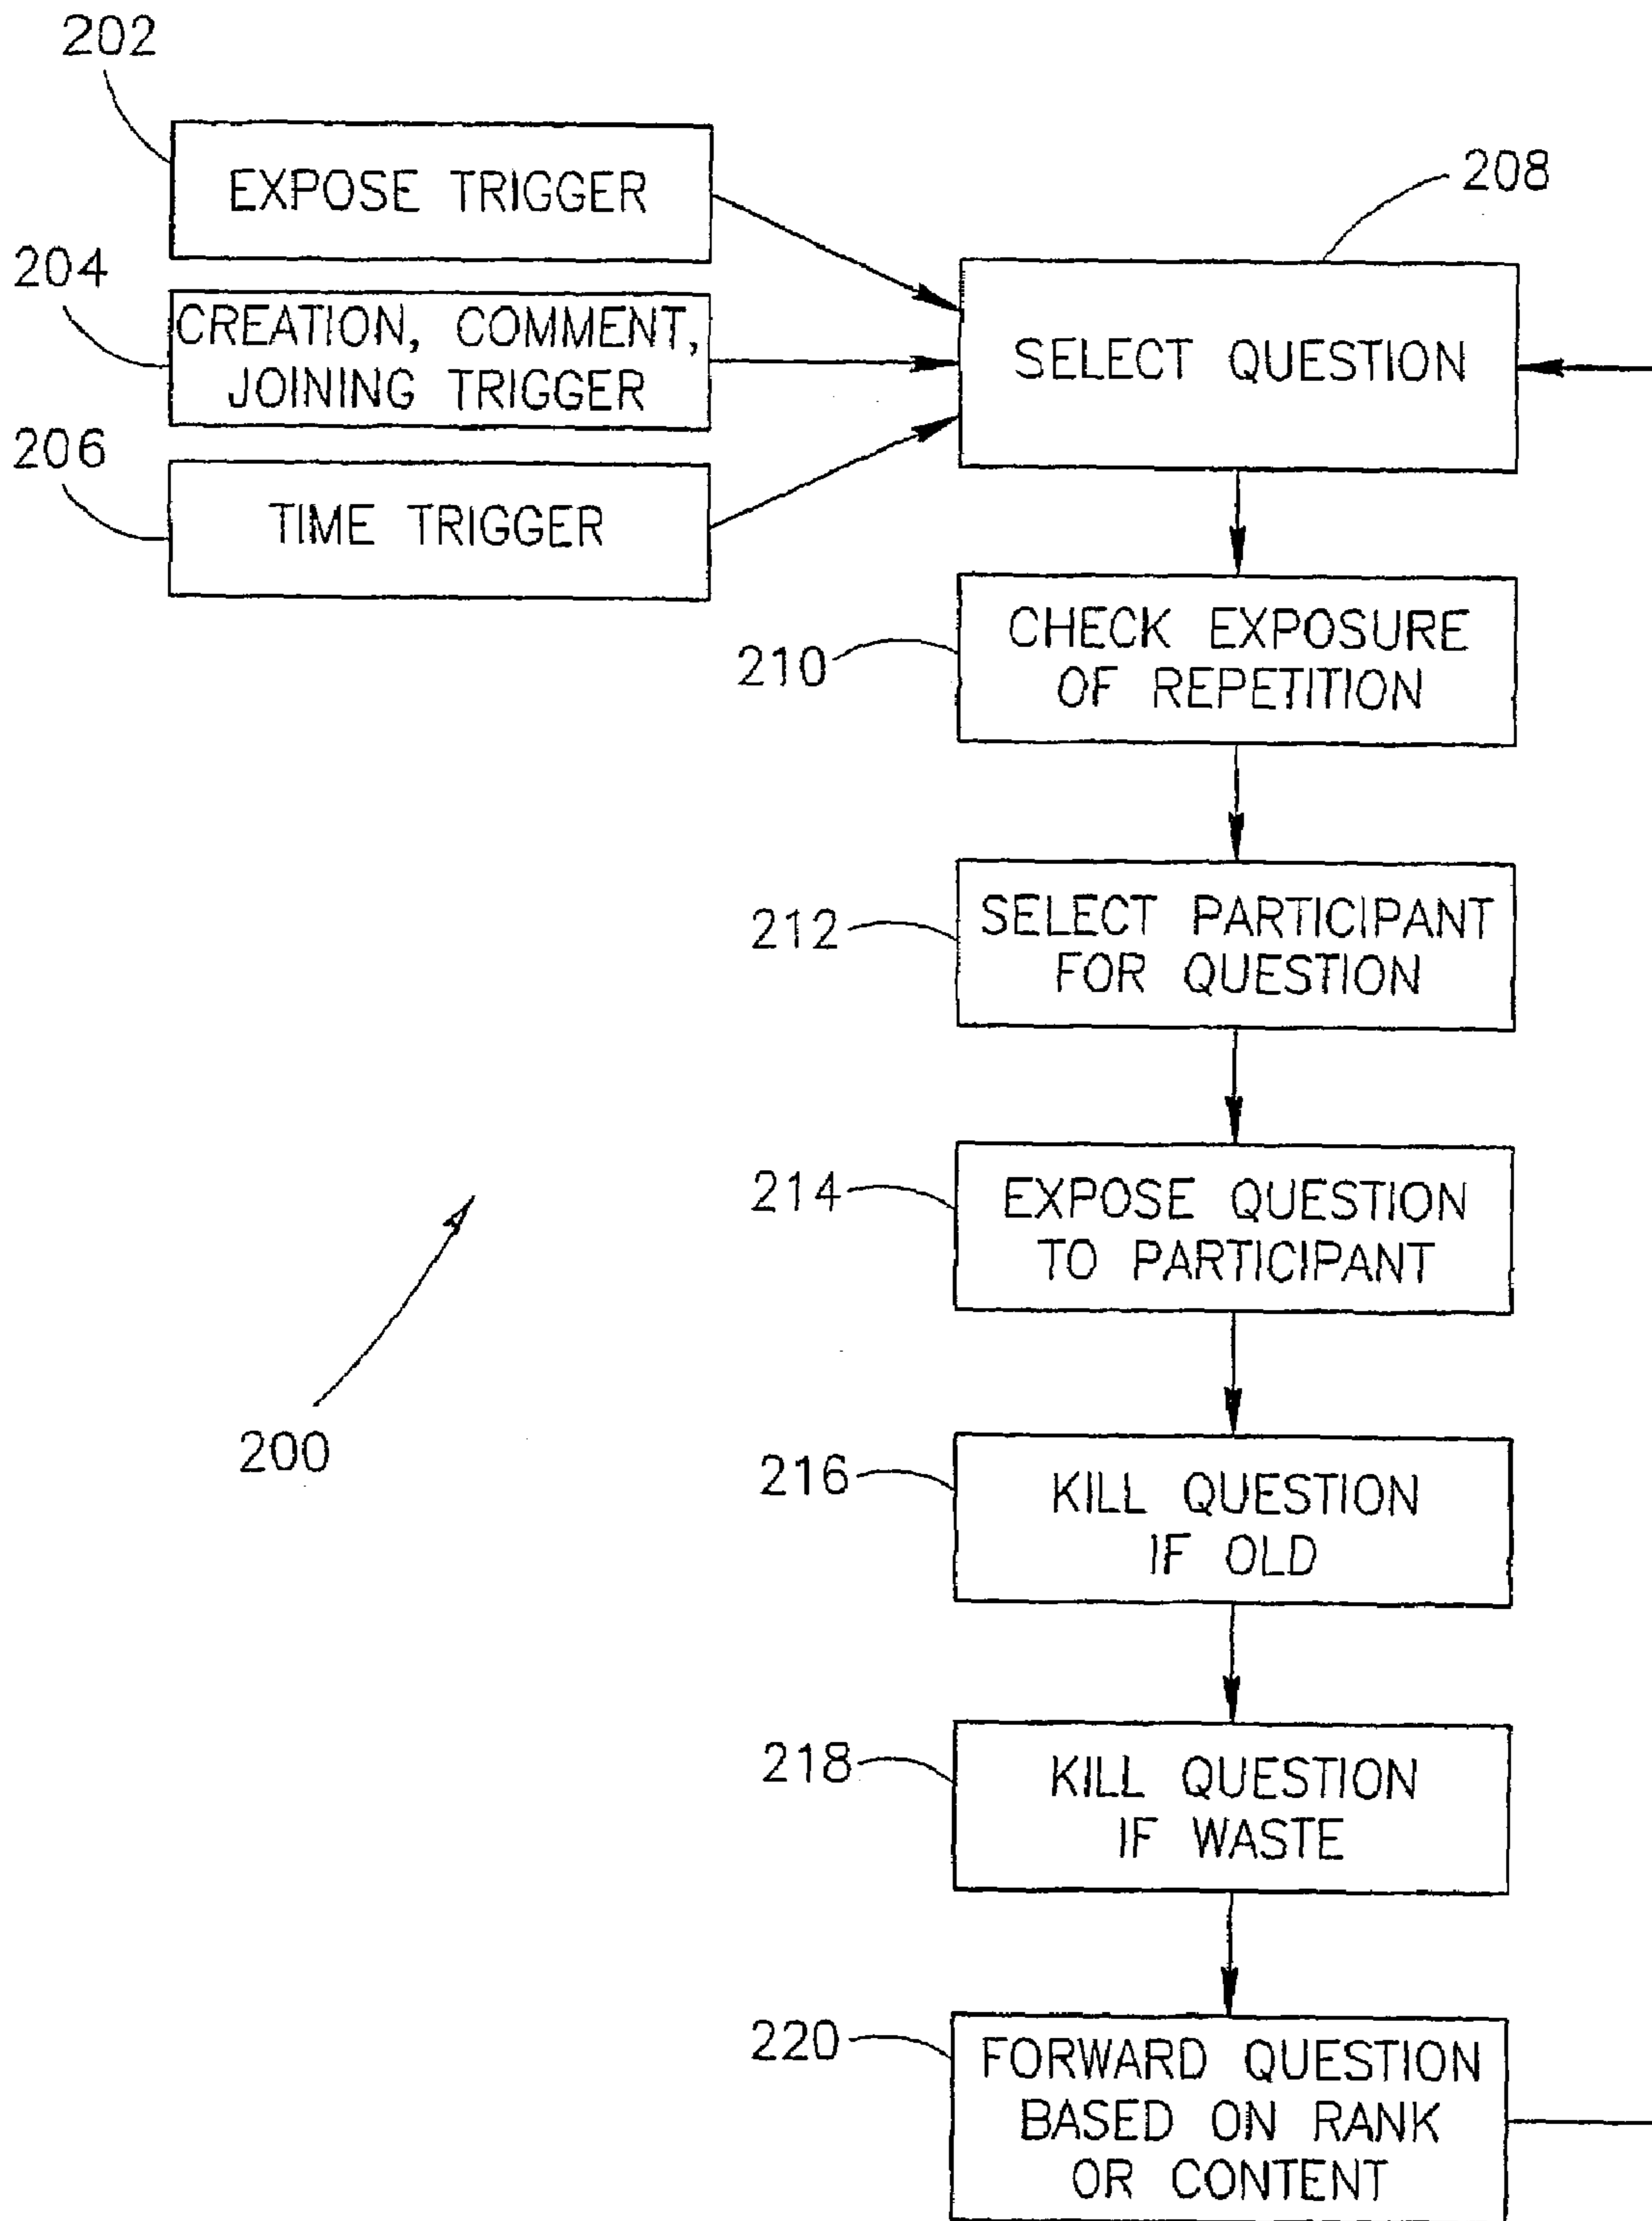 202
EXPOSE TRIGGER
204
CREATION, COMMENT,
JOINING TRIGGER
206
TIME TRIGGER
208
SELECT QUESTION
210
CHECK EXPOSURE
OF REPETITION
212
SELECT PARTICIPANT
FOR QUESTION
214
EXPOSE QUESTION
TO PARTICIPANT
200
216
KILL QUESTION
IF OLD
218
KILL QUESTION
IF WASTE
220
FORWARD QUESTION
BASED ON RANK
OR CONTENT